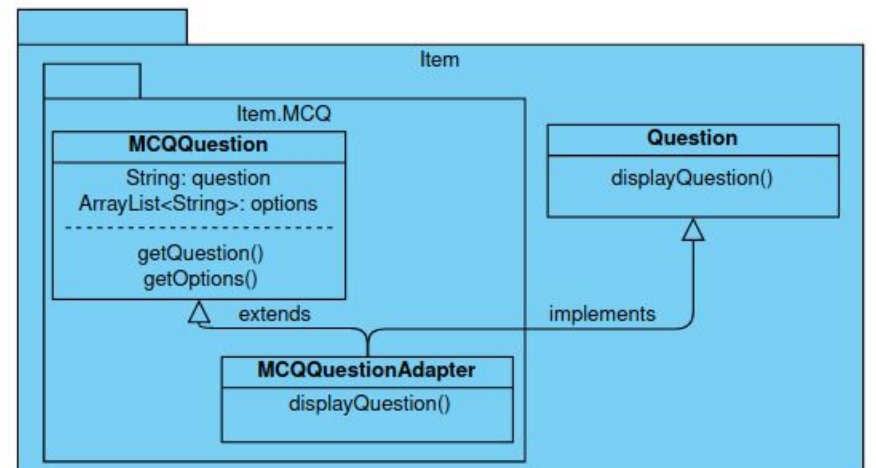 Item
Item.MCQ
MCQQuestion
String: question
ArrayList<String>: options
getQuestion()
getOptions()
Question
displayQuestion()
extends
implements
MCQQuestionAdapter
displayQuestion()